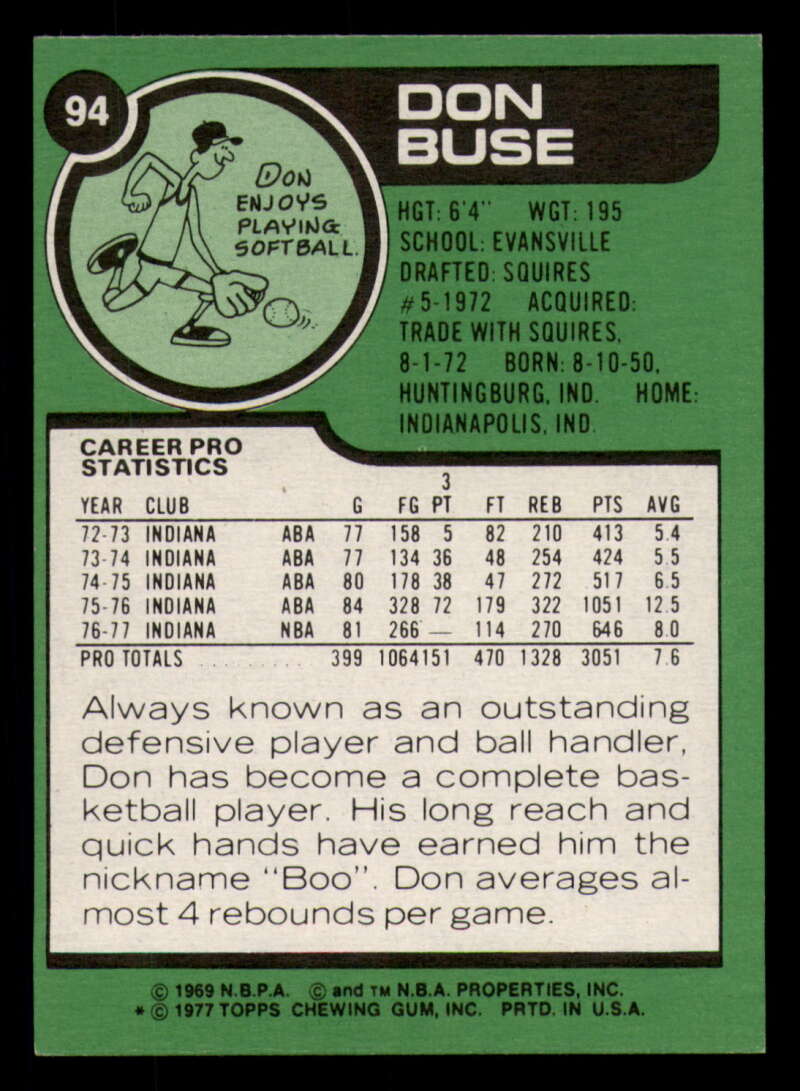 94
DON
BUSE
DON
ENJOYS
PLAYING
SOFTBALL.
HGT: 6'4" WGT: 195
SCHOOL: EVANSVILLE
DRAFTED: SQUIRES
#5-1972 ACQUIRED:
TRADE WITH SQUIRES,
8-1-72 BORN: 8-10-50,
HUNTINGBURG, IND. HOME:
INDIANAPOLIS, IND.
CAREER PRO
STATISTICS
3
YEAR CLUB G FG PT FT REB PTS AVG
72-73 INDIANA ABA 77 158 5 82 210 413 5.4
73-74 INDIANA ABA 77 134 36 48 254 424 5.5
74-75 INDIANA ABA 80 178 38 47 272 517 6.5
75-76 INDIANA ABA 84 328 72 179 322 1051 12.5
76-77 INDIANA NBA 81 266 — 114 270 646 8.0
PRO TOTALS . . . . . . . . . . 399 1064 151 470 1328 3051 7.6
Always known as an outstanding
defensive player and ball handler,
Don has become a complete bas-
ketball player. His long reach and
quick hands have earned him the
nickname "Boo". Don averages al-
most 4 rebounds per game.
© 1969 N.B.P.A. © and TM N.B.A. PROPERTIES, INC.
* © 1977 TOPPS CHEWING GUM, INC. PRTD. IN U.S.A.